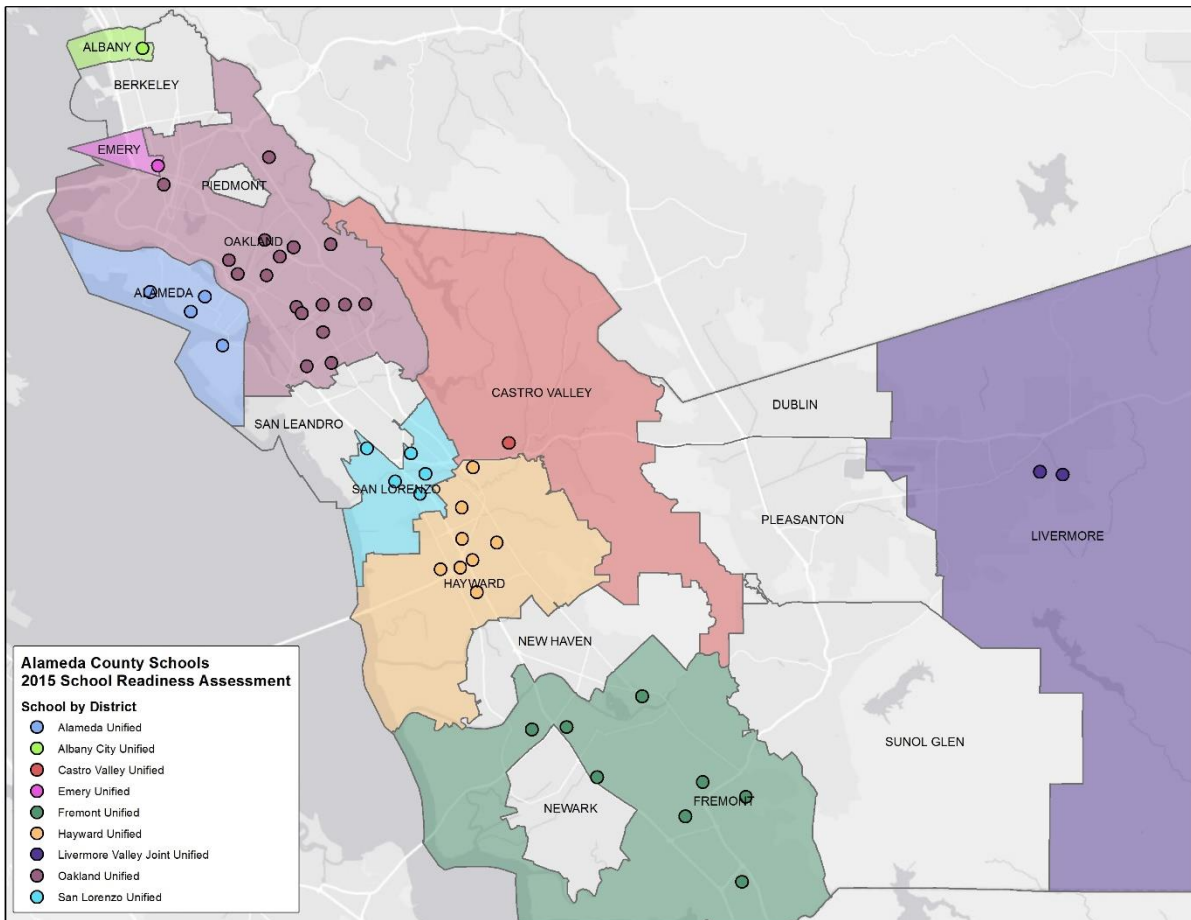 ALBANY
BERKELEY
EMERY
PIEDMONT
OAKLAND
ALAMEDA
CASTRO VALLEY
DUBLIN
SAN LEANDRO
SAN LORENZO
PLEASANTON
LIVERMORE
HAYWARD
NEW HAVEN
SUNOL GLEN
NEWARK
FREMONT
Alameda County Schools
2015 School Readiness Assessment
School by District
Alameda Unified
Albany City Unified
Castro Valley Unified
Emery Unified
Fremont Unified
Hayward Unified
Livermore Valley Joint Unified
Oakland Unified
San Lorenzo Unified